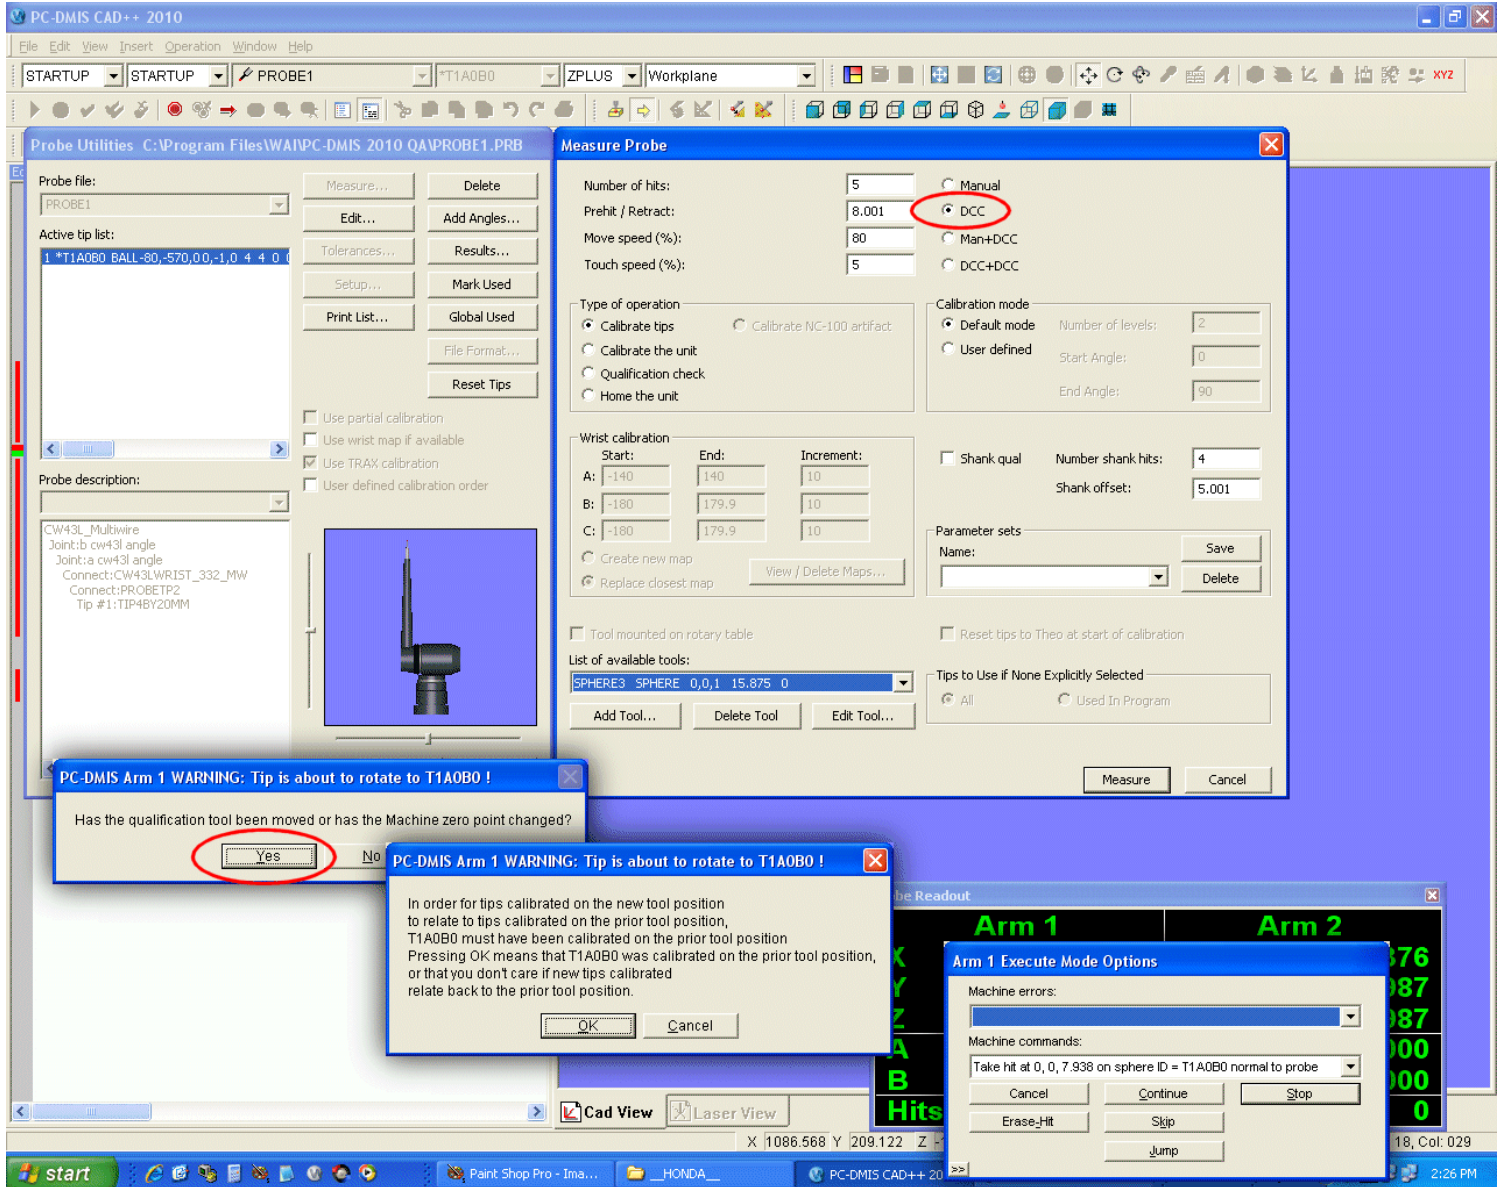 PC-DMIS CAD++ 2010
File Edit View Insert Operation Window Help
STARTUP STARTUP PROBE1 *T1A0B0 ZPLUS Workplane XYZ
Probe Utilities C:\Program Files\WAI\PC-DMIS 2010 QA\PROBE1.PRB
Probe file:
PROBE1
Active tip list:
1 *T1A0B0 BALL-80,-570,00,-1,0 4 4 0
Measure... Delete
Edit... Add Angles...
Tolerances... Results...
Setup... Mark Used
Print List... Global Used
File Format...
Reset Tips
Use partial calibration
Use wrist map if available
Use TRAX calibration
User defined calibration order
Probe description:
CW43L_Multiwire
Joint:b cw43l angle
Joint:a cw43l angle
Connect:CW43LWRIST_332_MW
Connect:PROBETP2
Tip #1:TIP4BY20MM
Measure Probe
Number of hits: 5 Manual
Prehit / Retract: 8.001 DCC
Move speed (%): 80 Man+DCC
Touch speed (%): 5 DCC+DCC
Type of operation
Calibrate tips Calibrate NC-100 artifact
Calibrate the unit
Qualification check
Home the unit
Calibration mode
Default mode Number of levels: 2
User defined Start Angle: 0
End Angle: 90
Wrist calibration
Start: End: Increment:
A: -140 140 10
B: -180 179.9 10
C: -180 179.9 10
Create new map
Replace closest map View / Delete Maps...
Shank qual Number shank hits: 4
Shank offset: 5.001
Parameter sets
Name: Save
Delete
Tool mounted on rotary table
Reset tips to Theo at start of calibration
List of available tools:
SPHERE3 SPHERE 0,0,1 15.875 0
Add Tool... Delete Tool Edit Tool...
Tips to Use if None Explicitly Selected
All Used In Program
Measure Cancel
PC-DMIS Arm 1 WARNING: Tip is about to rotate to T1A0B0 !
Has the qualification tool been moved or has the Machine zero point changed?
Yes No
PC-DMIS Arm 1 WARNING: Tip is about to rotate to T1A0B0 !
In order for tips calibrated on the new tool position
to relate to tips calibrated on the prior tool position,
T1A0B0 must have been calibrated on the prior tool position
Pressing OK means that T1A0B0 was calibrated on the prior tool position,
or that you don't care if new tips calibrated
relate back to the prior tool position.
OK Cancel
Readout
Arm 1 Arm 2
X 76
Y 987
Z 987
A 000
B 000
Hits 0
Arm 1 Execute Mode Options
Machine errors:
Machine commands:
Take hit at 0, 0, 7.938 on sphere ID = T1A0B0 normal to probe
Cancel Continue Stop
Erase-Hit Skip
Jump
>>
Cad View Laser View
X 1086.568 Y 209.122 Z 18, Col: 029
start Paint Shop Pro - Ima... __HONDA__ PC-DMIS CAD++ 20 2:26 PM